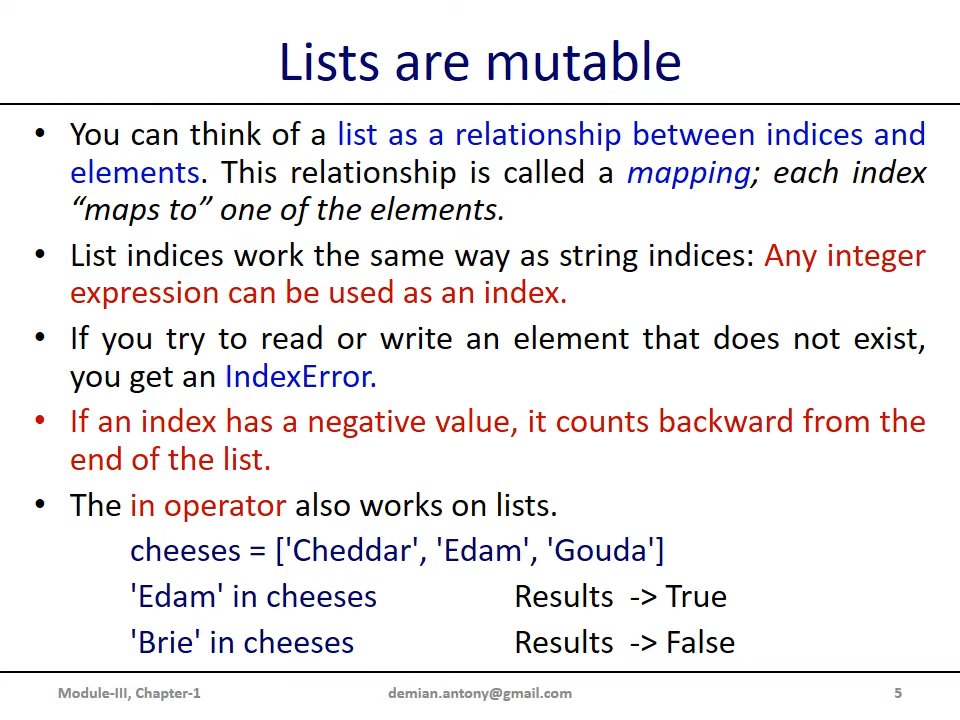 Lists are mutable
• You can think of a list as a relationship between indices and
elements. This relationship is called a mapping; each index
“maps to” one of the elements.
• List indices work the same way as string indices: Any integer
expression can be used as an index.
• If you try to read or write an element that does not exist,
you get an IndexError.
• If an index has a negative value, it counts backward from the
end of the list.
• The in operator also works on lists.
cheeses = ['Cheddar', 'Edam', 'Gouda']
'Edam' in cheeses Results -> True
'Brie' in cheeses Results -> False
Module-III, Chapter-1 demian.antony@gmail.com 5